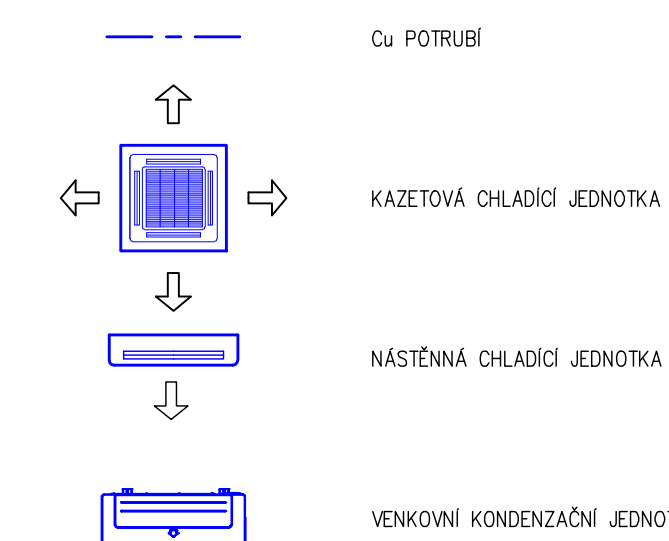 Cu POTRUBÍ
KAZETOVÁ CHLADÍCÍ JEDNOTKA
NÁSTĚNNÁ CHLADÍCÍ JEDNOTKA
VENKOVNÍ KONDENZAČNÍ